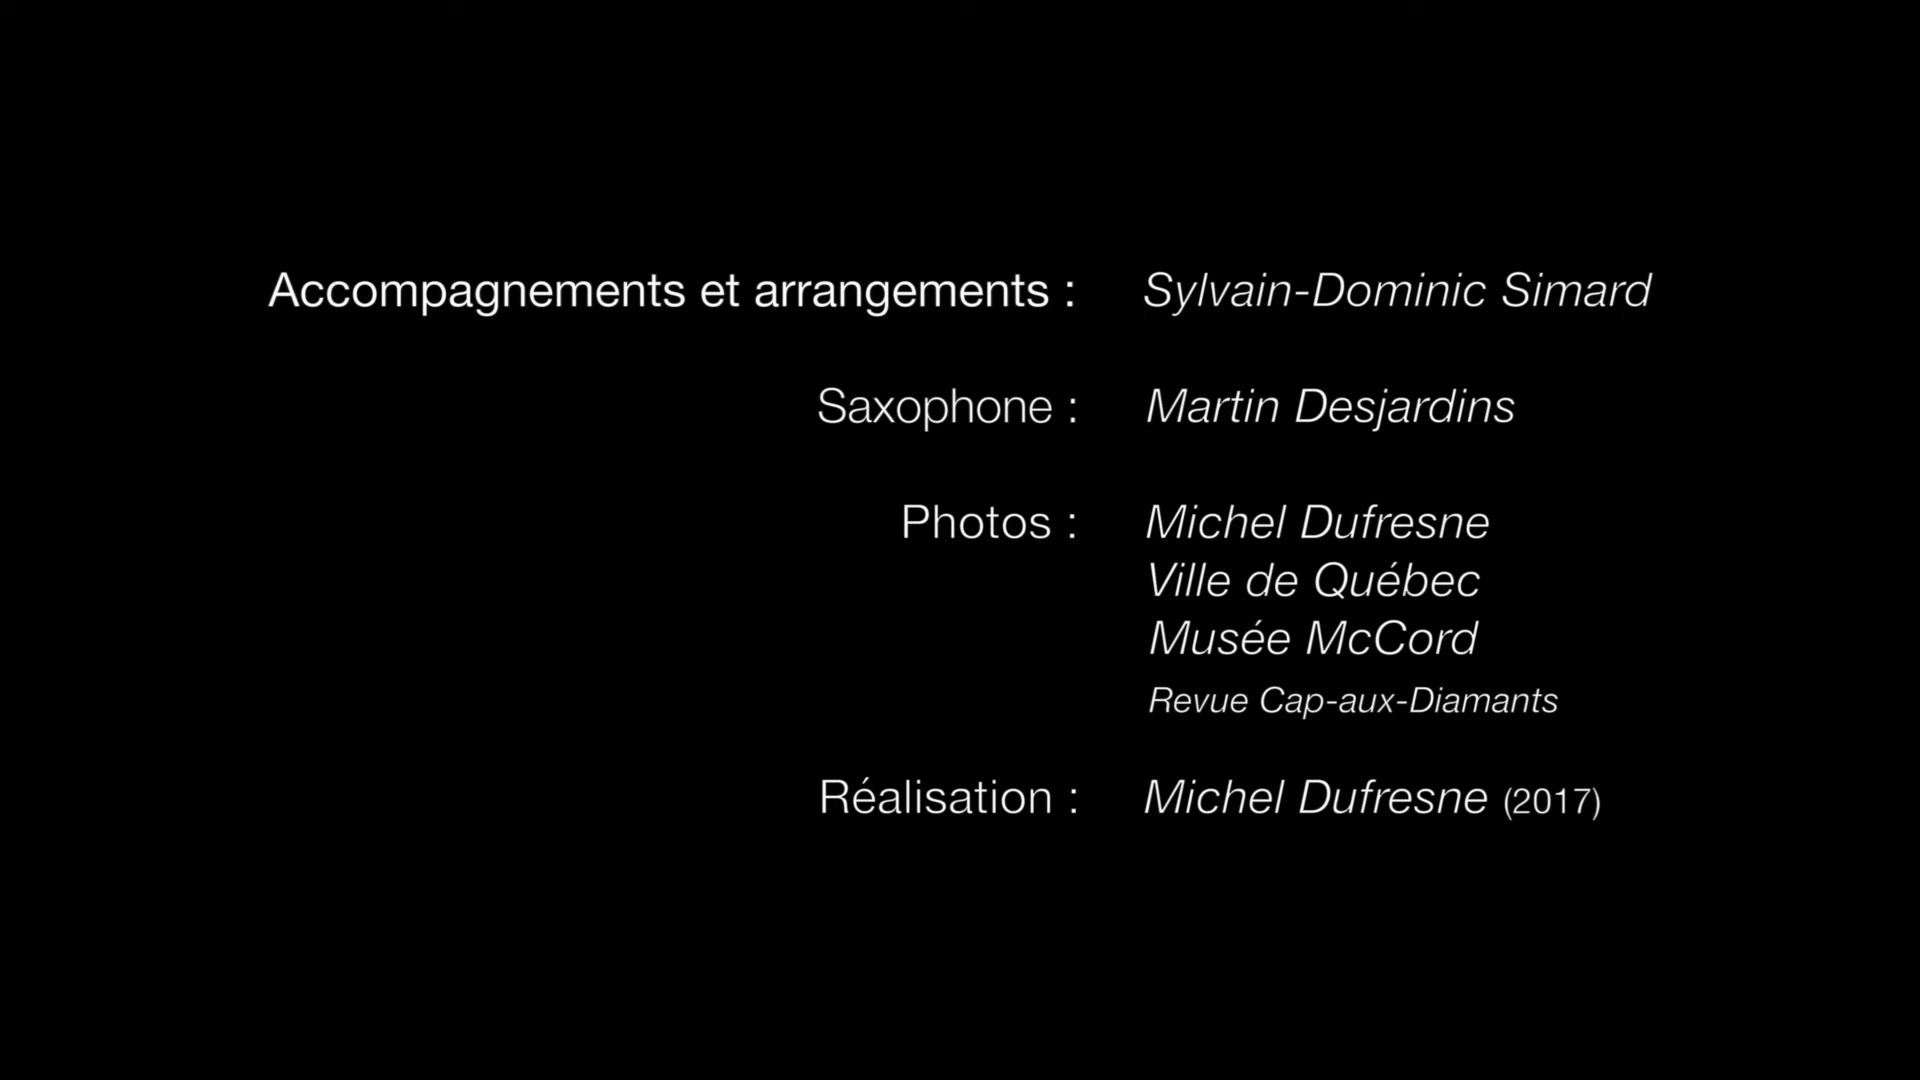 Accompagnements et arrangements : Sylvain-Dominic Simard
Saxophone : Martin Desjardins
Photos : Michel Dufresne
Ville de Québec
Musée McCord
Revue Cap-aux-Diamants
Réalisation : Michel Dufresne (2017)